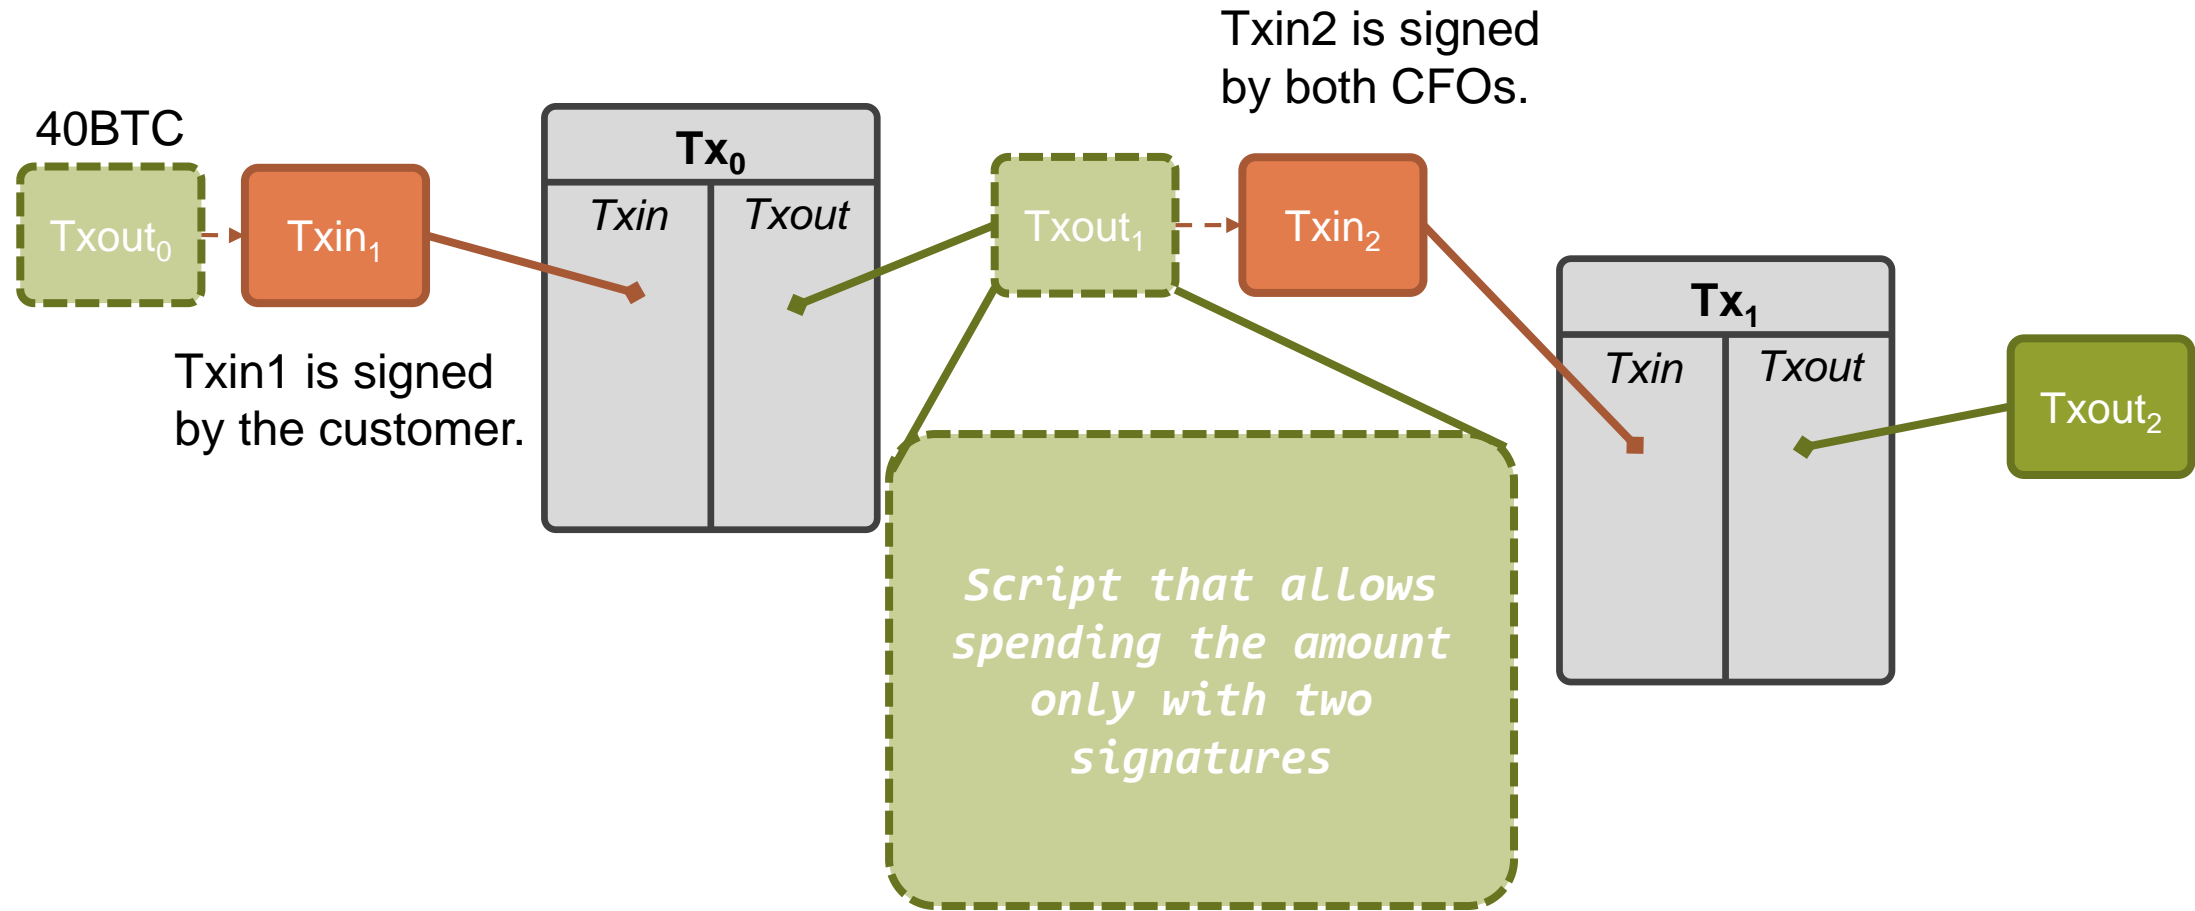 40BTC
Txout0
Txin1
Txin1 is signed
by the customer.
Tx0
Txin
Txout
Txout1
Txin2 is signed
by both CFOs.
Txin2
Script that allows
spending the amount
only with two
signatures
Tx1
Txin
Txout
Txout2